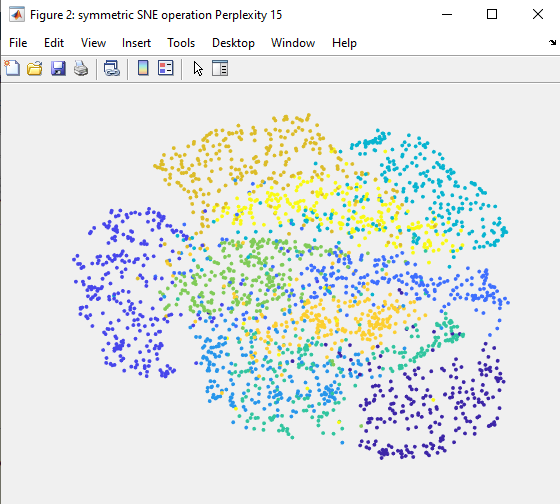 Figure 2: symmetric SNE operation Perplexity 15
File Edit View Insert Tools Desktop Window Help